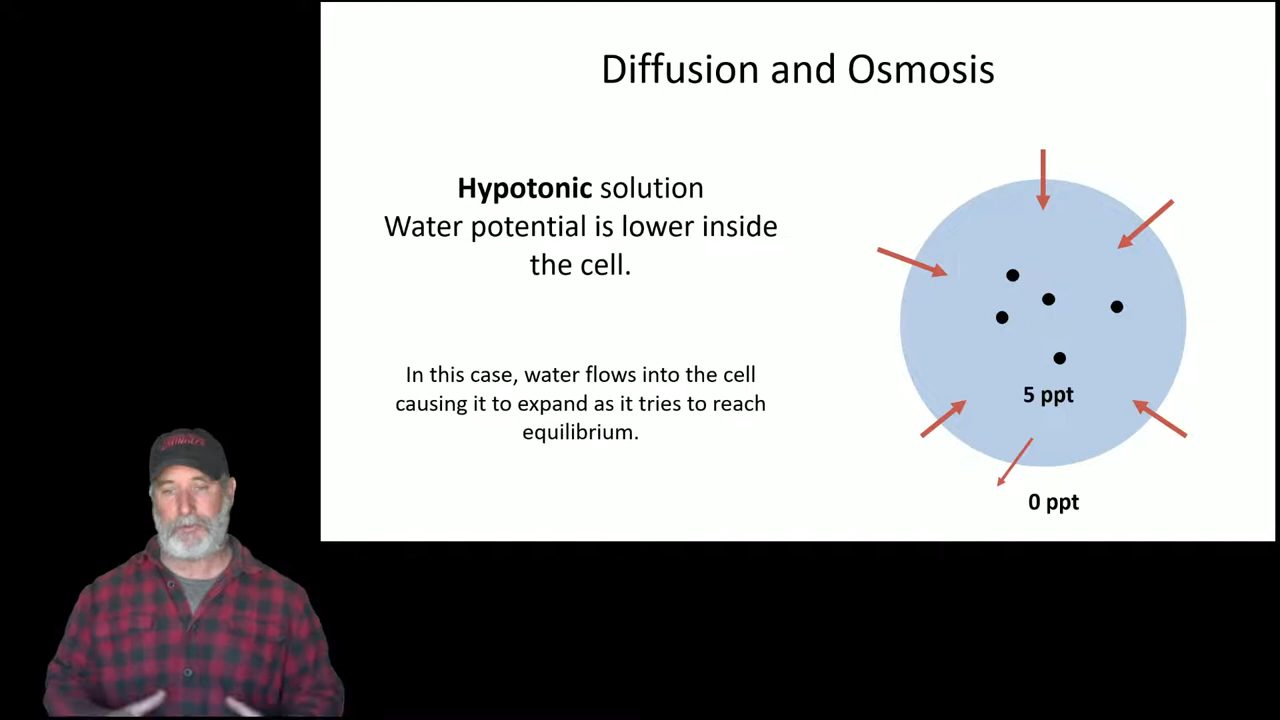 Diffusion and Osmosis
Hypotonic solution
Water potential is lower inside
the cell.
In this case, water flows into the cell
causing it to expand as it tries to reach
equilibrium.
5 ppt
0 ppt